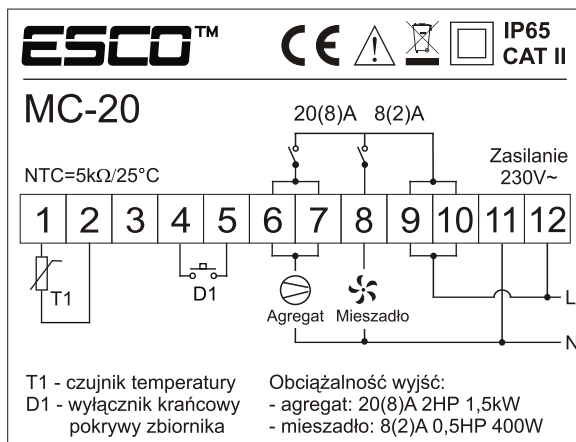 ESCO™
IP65
CAT II
MC-20
20(8)A 8(2)A
NTC=5kΩ/25°C
Zasilanie
230V~
1 2 3 4 5 6 7 8 9 10 11 12
T1
D1
Agregat Mieszadło
L
N
T1 - czujnik temperatury
D1 - wyłącznik krańcowy
pokrywy zbiornika
Obciążalność wyjść:
- agregat: 20(8)A 2HP 1,5kW
- mieszadło: 8(2)A 0,5HP 400W